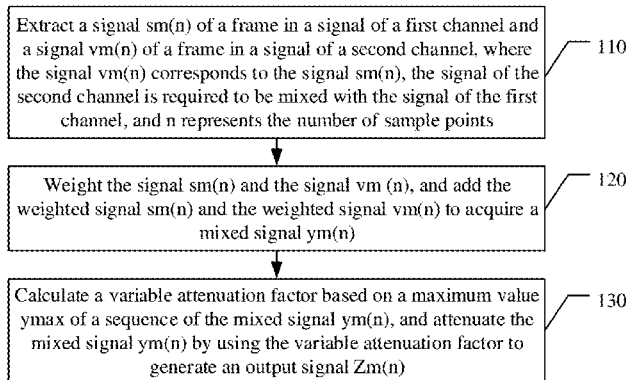 Extract a signal sm(n) of a frame in a signal of a first channel and
a signal vm(n) of a frame in a signal of a second channel, where
the signal vm(n) corresponds to the signal sm(n), the signal of the
second channel is required to be mixed with the signal of the first
channel, and n represents the number of sample points
110
Weight the signal sm(n) and the signal vm (n), and add the
weighted signal sm(n) and the weighted signal vm(n) to acquire a
mixed signal ym(n)
120
Calculate a variable attenuation factor based on a maximum value
ymax of a sequence of the mixed signal ym(n), and attenuate the
mixed signal ym(n) by using the variable attenuation factor to
generate an output signal Zm(n)
130